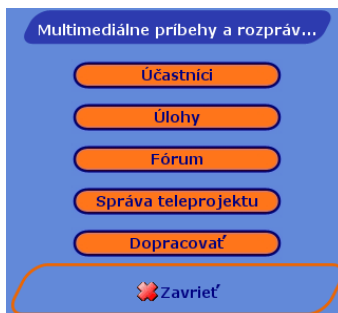 Multimediálne príbehy a rozpráv...
Účastníci
Úlohy
Fórum
Správa teleprojektu
Dopracovať
Zavrieť